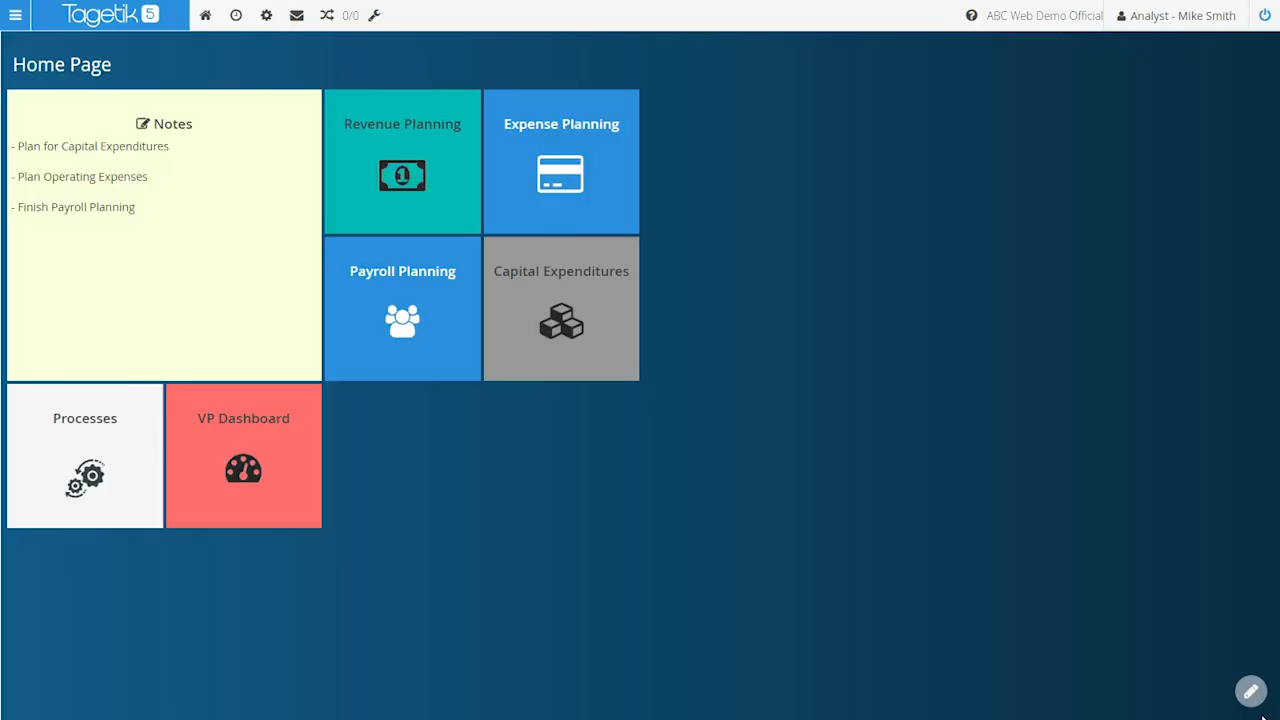 Tagetik 5
0/0
ABC Web Demo Official
Analyst - Mike Smith
Home Page
Notes
- Plan for Capital Expenditures
- Plan Operating Expenses
- Finish Payroll Planning
Revenue Planning
1
Expense Planning
Payroll Planning
Capital Expenditures
Processes
VP Dashboard